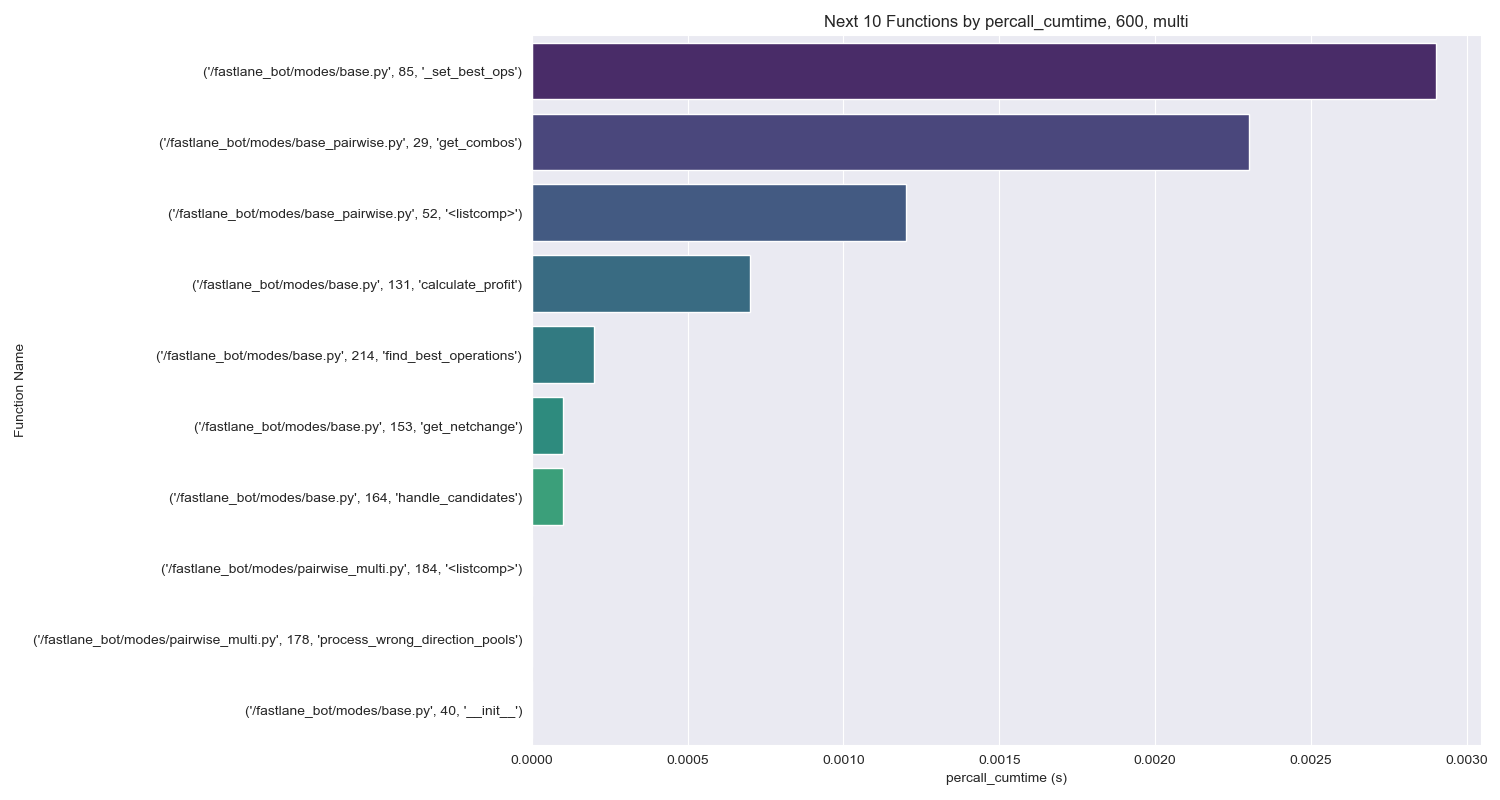 Next 10 Functions by percall_cumtime, 600, multi
('/fastlane_bot/modes/base.py', 85, '_set_best_ops')
('/fastlane_bot/modes/base_pairwise.py', 29, 'get_combos')
('/fastlane_bot/modes/base_pairwise.py', 52, '<listcomp>')
('/fastlane_bot/modes/base.py', 131, 'calculate_profit')
('/fastlane_bot/modes/base.py', 214, 'find_best_operations')
('/fastlane_bot/modes/base.py', 153, 'get_netchange')
('/fastlane_bot/modes/base.py', 164, 'handle_candidates')
('/fastlane_bot/modes/pairwise_multi.py', 184, '<listcomp>')
('/fastlane_bot/modes/pairwise_multi.py', 178, 'process_wrong_direction_pools')
('/fastlane_bot/modes/base.py', 40, '__init__')
Function Name
0.0000 0.0005 0.0010 0.0015 0.0020 0.0025 0.0030
percall_cumtime (s)